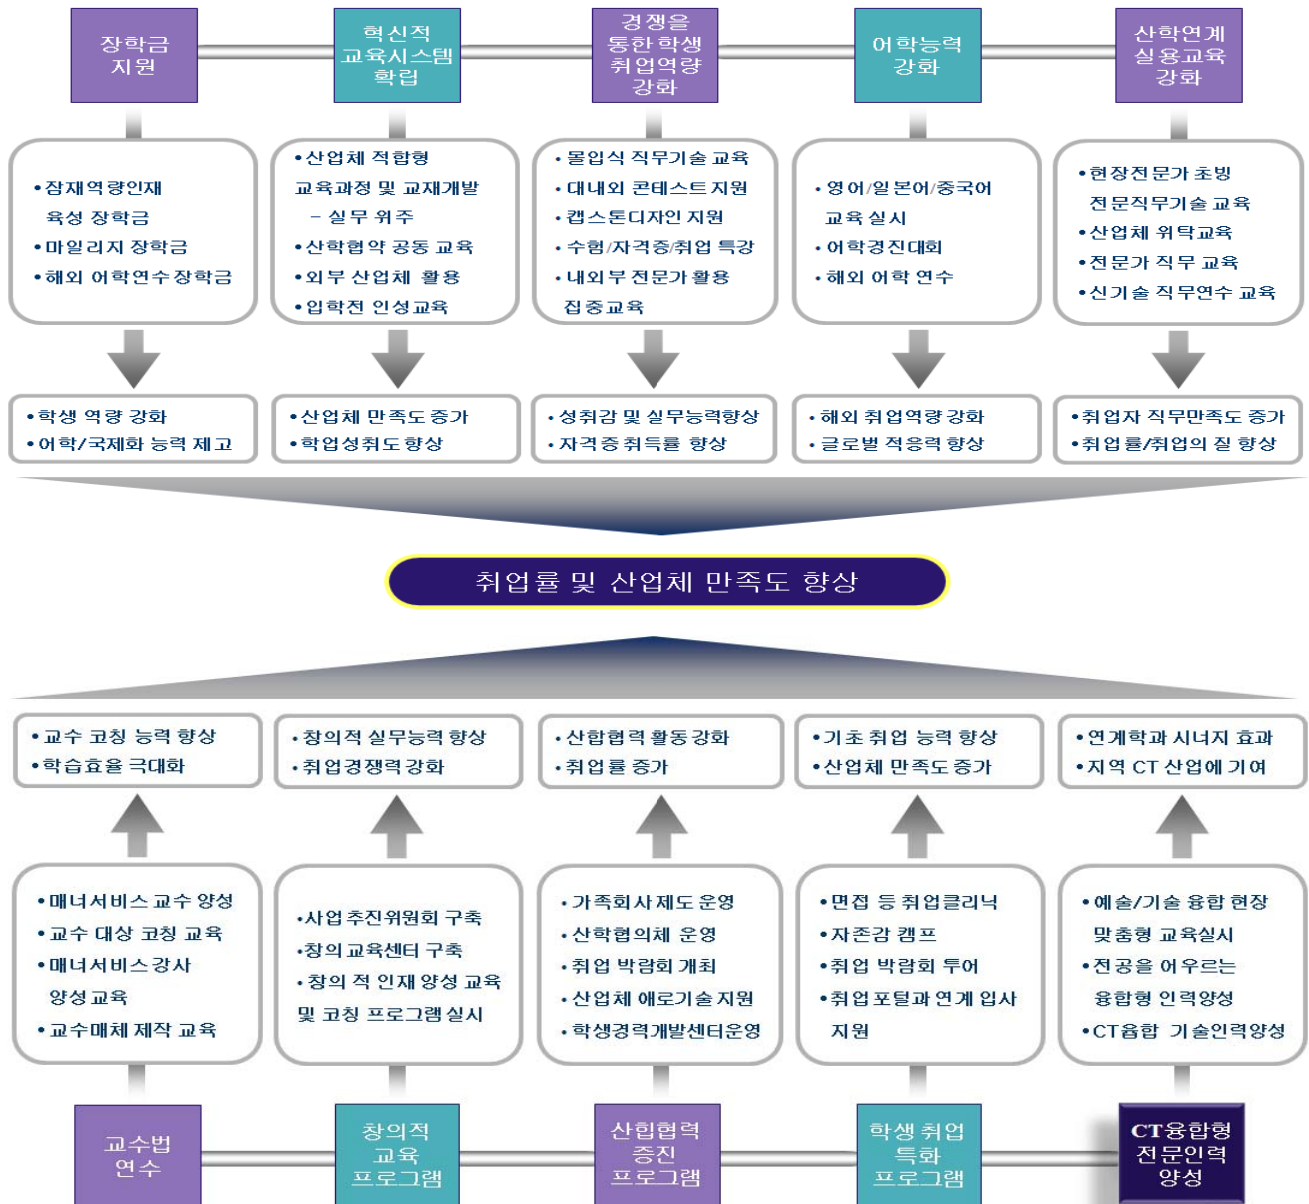 장학금
지원
혁신적
교육시스템
확립
경쟁을
통한 학생
취업역량
강화
어학능력
강화
산학연계
실용교육
강화
•잠재역량인재
육성 장학금
•마일리지 장학금
•해외 어학연수 장학금
•산업체 적합형
교육과정 및 교재개발
– 실무 위주
•산학협약 공동 교육
•외부 산업체 활용
•입학전 인성교육
• 몰입식 직무기술 교육
• 대내외 콘테스트 지원
• 캡스톤디자인 지원
• 수험/자격증/취업 특강
• 내외부 전문가 활용
집중교육
• 영어/일본어/중국어
교육 실시
• 어학경진대회
• 해외 어학 연수
•현장전문가 초빙
전문직무기술 교육
•산업체 위탁교육
•전문가 직무 교육
•신기술 직무연수 교육
•학생 역량 강화
•어학/국제화 능력 제고
•산업체 만족도 증가
•학업성취도 향상
• 성취감 및 실무능력향상
• 자격증 취득률 향상
• 해외 취업역량 강화
• 글로벌 적응력 향상
•취업자 직무만족도 증가
•취업률/취업의 질 향상
취업률 및 산업체 만족도 향상
•교수 코칭 능력 향상
•학습효율 극대화
•창의적 실무능력 향상
•취업경쟁력 강화
• 산합협력 활동 강화
• 취업률 증가
•기초 취업 능력 향상
•산업체 만족도 증가
•연계학과 시너지 효과
•지역 CT 산업에 기여
•매너서비스 교수 양성
•교수 대상 코칭 교육
•매너서비스 강사
양성 교육
•교수매체 제작 교육
•사업추진위원회 구축
•창의 교육센터 구축
•창의 적 인재 양성 교육
및 코칭 프로그램 실시
• 가족회사 제도 운영
• 산학협의체 운영
• 취업 박람회 개최
• 산업체 애로기술 지원
• 학생경력개발센터운영
•면접 등 취업클리닉
•자존감 캠프
•취업 박람회 투어
•취업 포털과 연계 입사
지원
•예술/기술 융합 현장
맞춤형 교육실시
•전공을 어우르는
융합형 인력양성
•CT융합 기술인력양성
교수법
연수
창의적
교육
프로그램
산힙협력
증진
프로그램
학생 취업
특화
프로그램
CT융합형
전문인력
양성